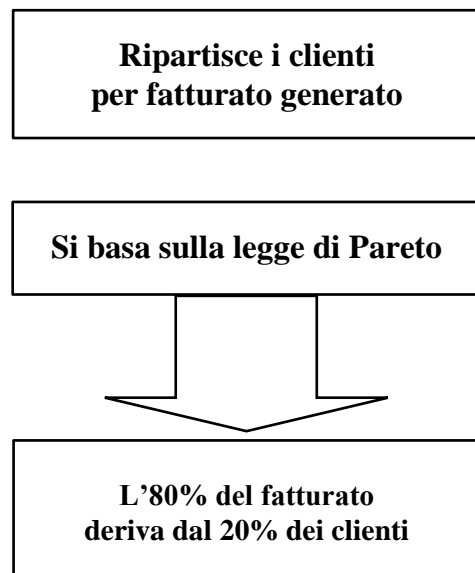 Ripartisce i clienti
per fatturato generato
Si basa sulla legge di Pareto
L’80% del fatturato
deriva dal 20% dei clienti